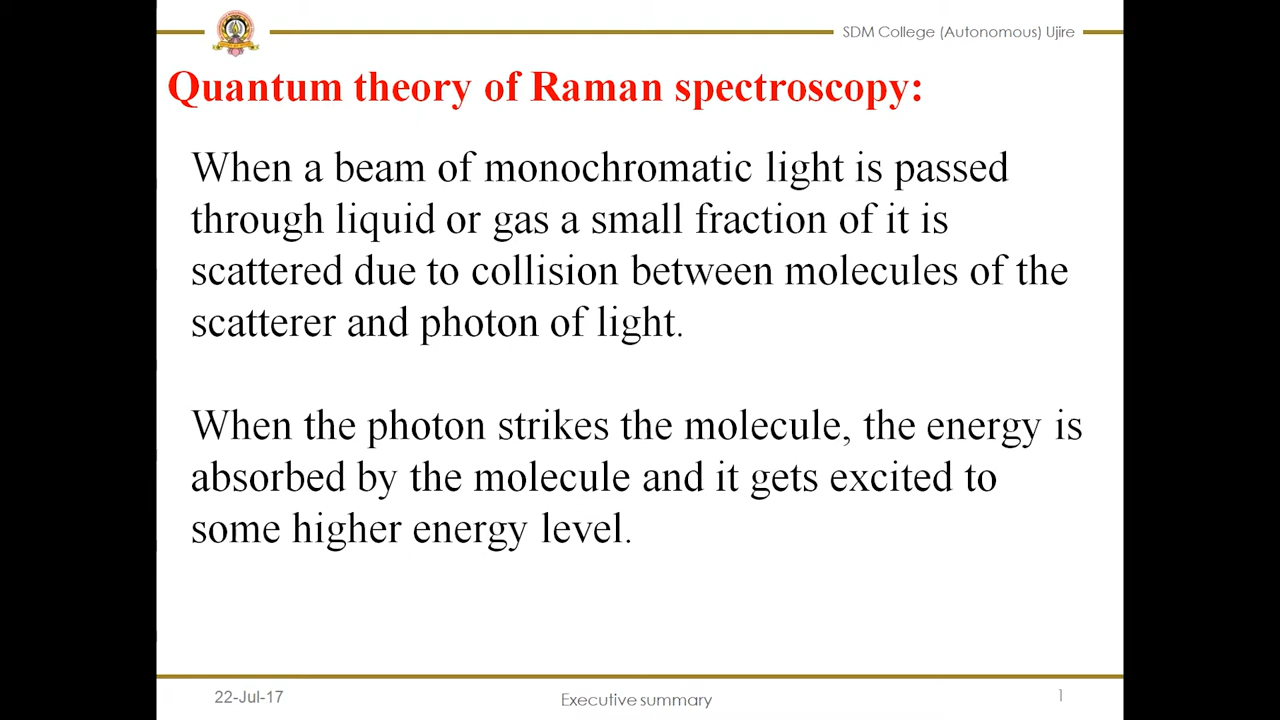 SDM College (Autonomous) Ujire
Quantum theory of Raman spectroscopy:
When a beam of monochromatic light is passed
through liquid or gas a small fraction of it is
scattered due to collision between molecules of the
scatterer and photon of light.
When the photon strikes the molecule, the energy is
absorbed by the molecule and it gets excited to
some higher energy level.
22-Jul-17
Executive summary
1